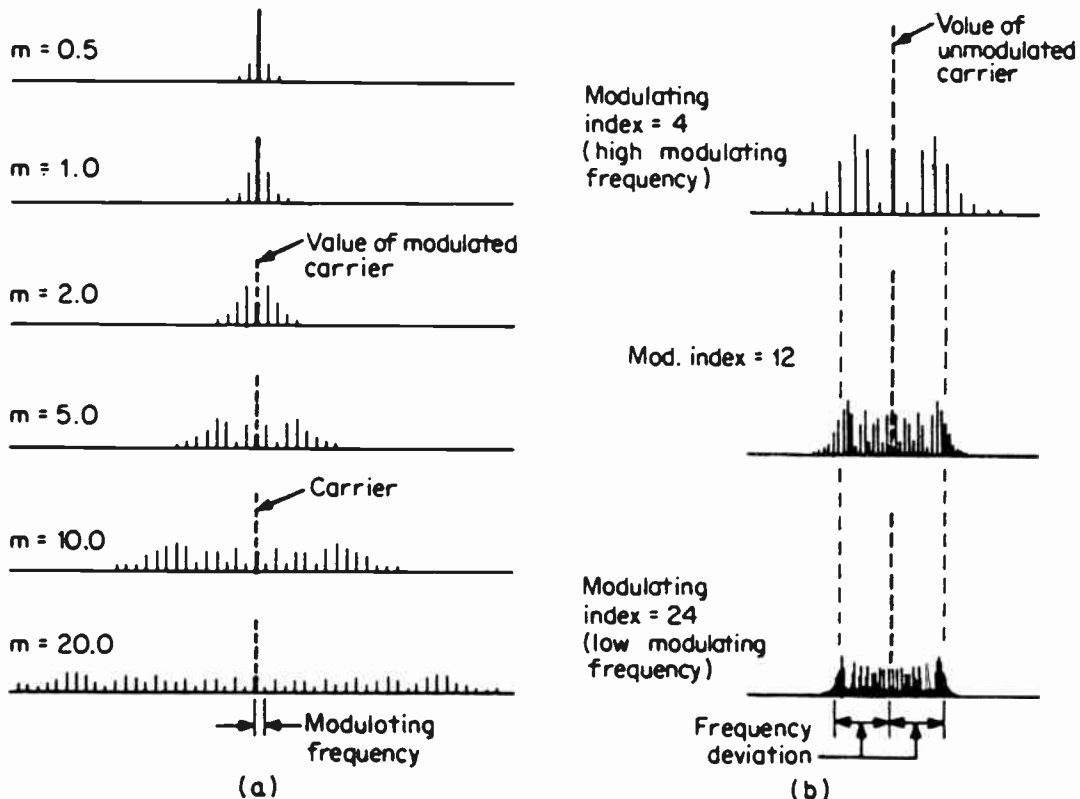 m = 0.5
m = 1.0
Value of modulated
carrier
m = 2.0
m = 5.0
Carrier
m = 10.0
m = 20.0
Modulating
frequency
(a)
Value of
unmodulated
carrier
Modulating
index = 4
(high modulating
frequency)
Mod. index = 12
Modulating
index = 24
(low modulating
frequency)
Frequency
deviation
(b)